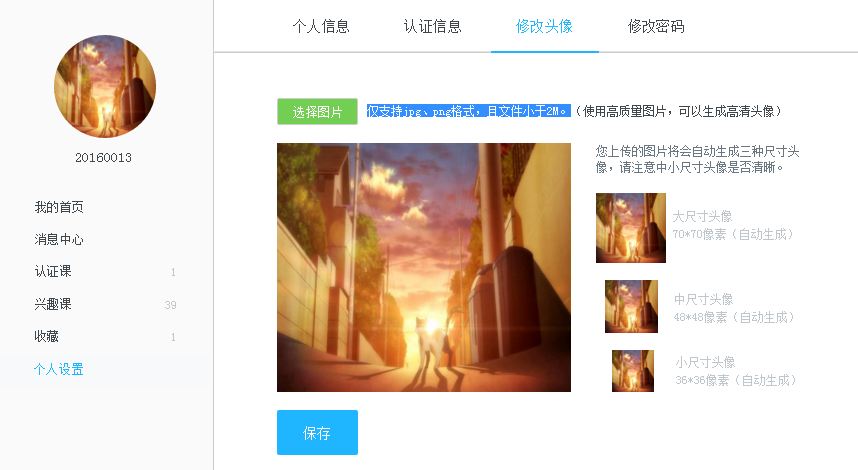 个人信息 认证信息 修改头像 修改密码
20160013
我的首页
消息中心
认证课 1
兴趣课 39
收藏 1
个人设置
选择图片 仅支持jpg、png格式，且文件小于2M。（使用高质量图片，可以生成高清头像）
您上传的图片将会自动生成三种尺寸头
像，请注意中小尺寸头像是否清晰。
大尺寸头像
70*70像素（自动生成）
中尺寸头像
48*48像素（自动生成）
小尺寸头像
36*36像素（自动生成）
保存